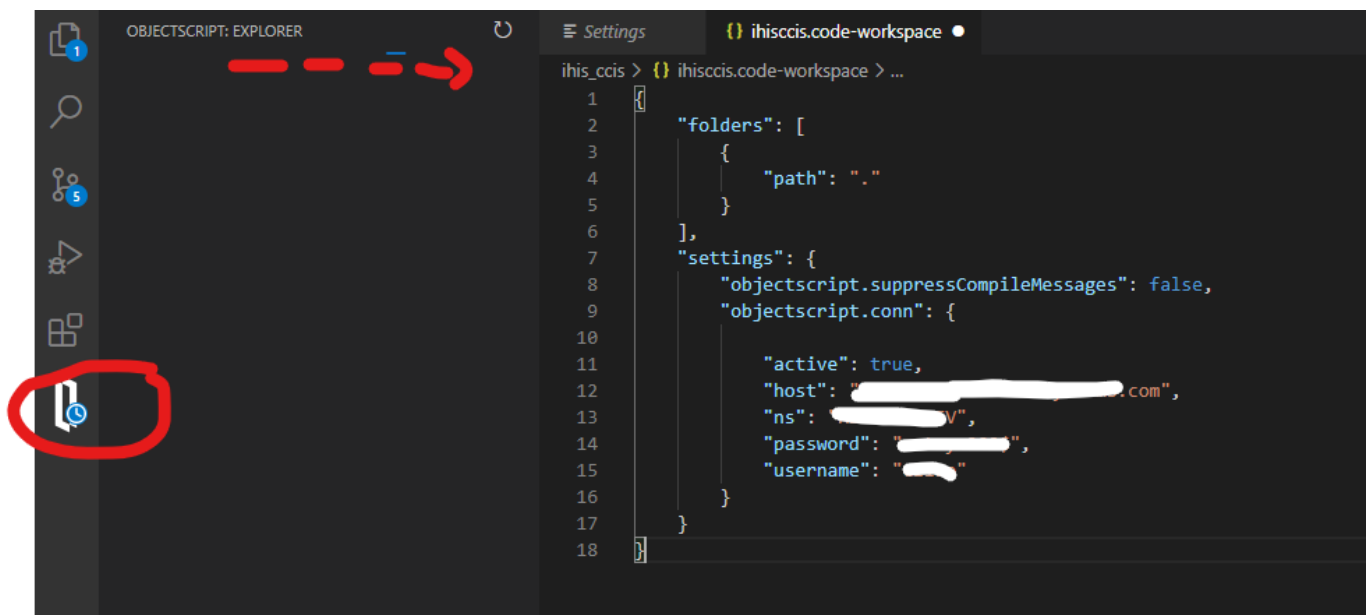 OBJECTSCRIPT: EXPLORER
Settings
{} ihisccis.code-workspace
ihis_ccis > {} ihisccis.code-workspace > ...
1
5
1 {
2 "folders": [
3 {
4 "path": "."
5 }
6 ],
7 "settings": {
8 "objectscript.suppressCompileMessages": false,
9 "objectscript.conn": {
10
11 "active": true,
12 "host": " .com",
13 "ns": " V",
14 "password": " ",
15 "username": " "
16 }
17 }
18 }